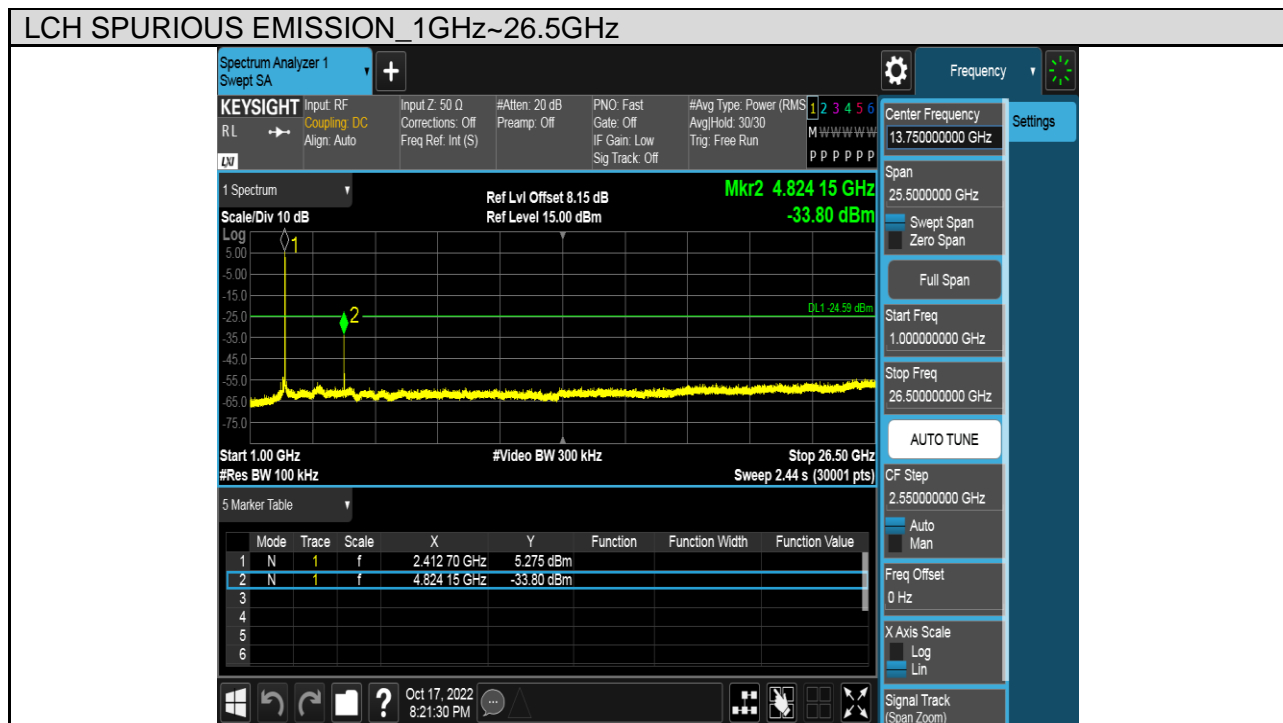 LCH SPURIOUS EMISSION_1GHz~26.5GHz
Spectrum Analyzer 1
Swept SA
Frequency
KEYSIGHT
RL
LXI
Input: RF
Coupling: DC
Align: Auto
Input Z: 50 Ω
Corrections: Off
Freq Ref: Int (S)
#Atten: 20 dB
Preamp: Off
PNO: Fast
Gate: Off
IF Gain: Low
Sig Track: Off
#Avg Type: Power (RMS
Avg|Hold: 30/30
Trig: Free Run
1 2 3 4 5 6
M W W W W W
P P P P P P
1 Spectrum
Scale/Div 10 dB
Ref Lvl Offset 8.15 dB
Ref Level 15.00 dBm
Mkr2 4.824 15 GHz
-33.80 dBm
Log
5.00
-5.00
-15.0
-25.0
-35.0
-45.0
-55.0
-65.0
-75.0
1
2
DL1 -24.59 dBm
Start 1.00 GHz
#Video BW 300 kHz
Stop 26.50 GHz
#Res BW 100 kHz
Sweep 2.44 s (30001 pts)
5 Marker Table
Mode Trace Scale X Y Function Function Width Function Value
1 N 1 f 2.412 70 GHz 5.275 dBm
2 N 1 f 4.824 15 GHz -33.80 dBm
3
4
5
6
Oct 17, 2022
8:21:30 PM
?
Center Frequency
13.750000000 GHz
Settings
Span
25.5000000 GHz
Swept Span
Zero Span
Full Span
Start Freq
1.000000000 GHz
Stop Freq
26.500000000 GHz
AUTO TUNE
CF Step
2.550000000 GHz
Auto
Man
Freq Offset
0 Hz
X Axis Scale
Log
Lin
Signal Track
(Span Zoom)